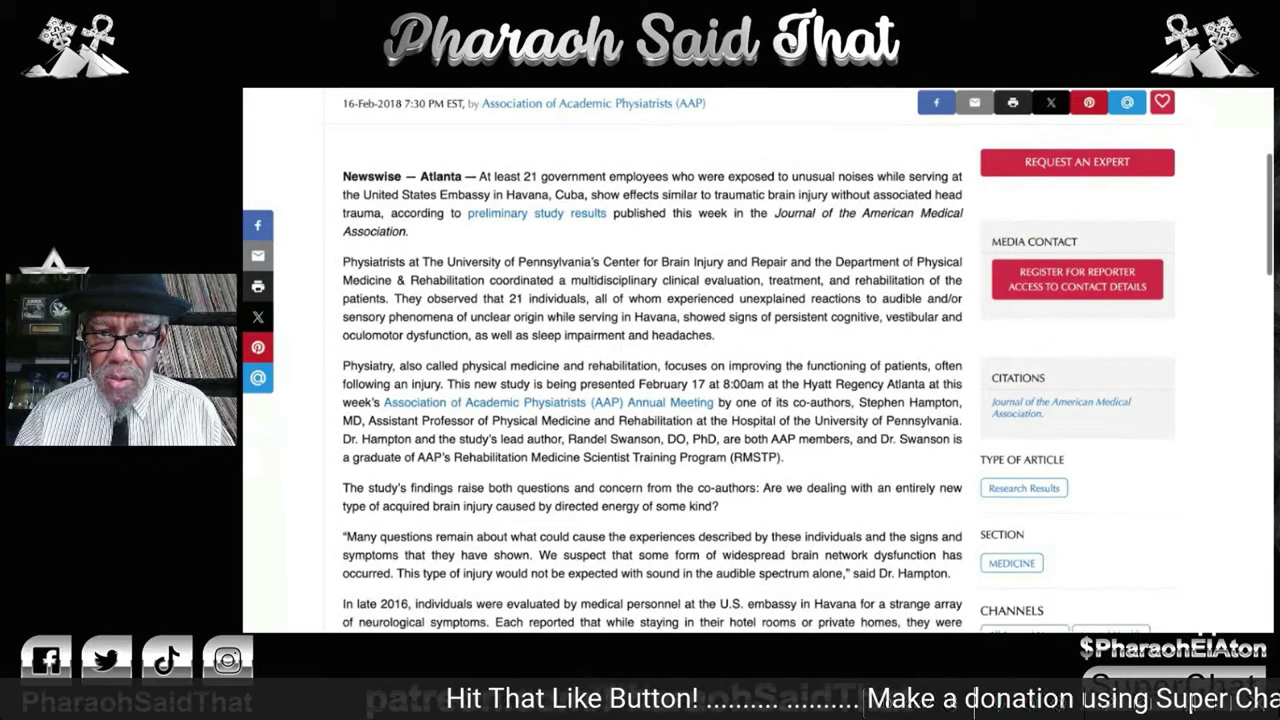 Pharaoh Said That
16-Feb-2018 7:30 PM EST, by Association of Academic Physiatrists (AAP)
Newswise — Atlanta — At least 21 government employees who were exposed to unusual noises while serving at
the United States Embassy in Havana, Cuba, show effects similar to traumatic brain injury without associated head
trauma, according to preliminary study results published this week in the Journal of the American Medical
Association.
Physiatrists at The University of Pennsylvania's Center for Brain Injury and Repair and the Department of Physical
Medicine & Rehabilitation coordinated a multidisciplinary clinical evaluation, treatment, and rehabilitation of the
patients. They observed that 21 individuals, all of whom experienced unexplained reactions to audible and/or
sensory phenomena of unclear origin while serving in Havana, showed signs of persistent cognitive, vestibular and
oculomotor dysfunction, as well as sleep impairment and headaches.
Physiatry, also called physical medicine and rehabilitation, focuses on improving the functioning of patients, often
following an injury. This new study is being presented February 17 at 8:00am at the Hyatt Regency Atlanta at this
week's Association of Academic Physiatrists (AAP) Annual Meeting by one of its co-authors, Stephen Hampton,
MD, Assistant Professor of Physical Medicine and Rehabilitation at the Hospital of the University of Pennsylvania.
Dr. Hampton and the study's lead author, Randel Swanson, DO, PhD, are both AAP members, and Dr. Swanson is
a graduate of AAP's Rehabilitation Medicine Scientist Training Program (RMSTP).
The study's findings raise both questions and concern from the co-authors: Are we dealing with an entirely new
type of acquired brain injury caused by directed energy of some kind?
“Many questions remain about what could cause the experiences described by these individuals and the signs and
symptoms that they have shown. We suspect that some form of widespread brain network dysfunction has
occurred. This type of injury would not be expected with sound in the audible spectrum alone,” said Dr. Hampton.
In late 2016, individuals were evaluated by medical personnel at the U.S. embassy in Havana for a strange array
of neurological symptoms. Each reported that while staying in their hotel rooms or private homes, they were
REQUEST AN EXPERT
MEDIA CONTACT
REGISTER FOR REPORTER
ACCESS TO CONTACT DETAILS
CITATIONS
Journal of the American Medical
Association.
TYPE OF ARTICLE
Research Results
SECTION
MEDICINE
CHANNELS
$PharaohElAton
SuperChat
PharaohSaidThat
Hit That Like Button! .......... .......... Make a donation using Super Cha